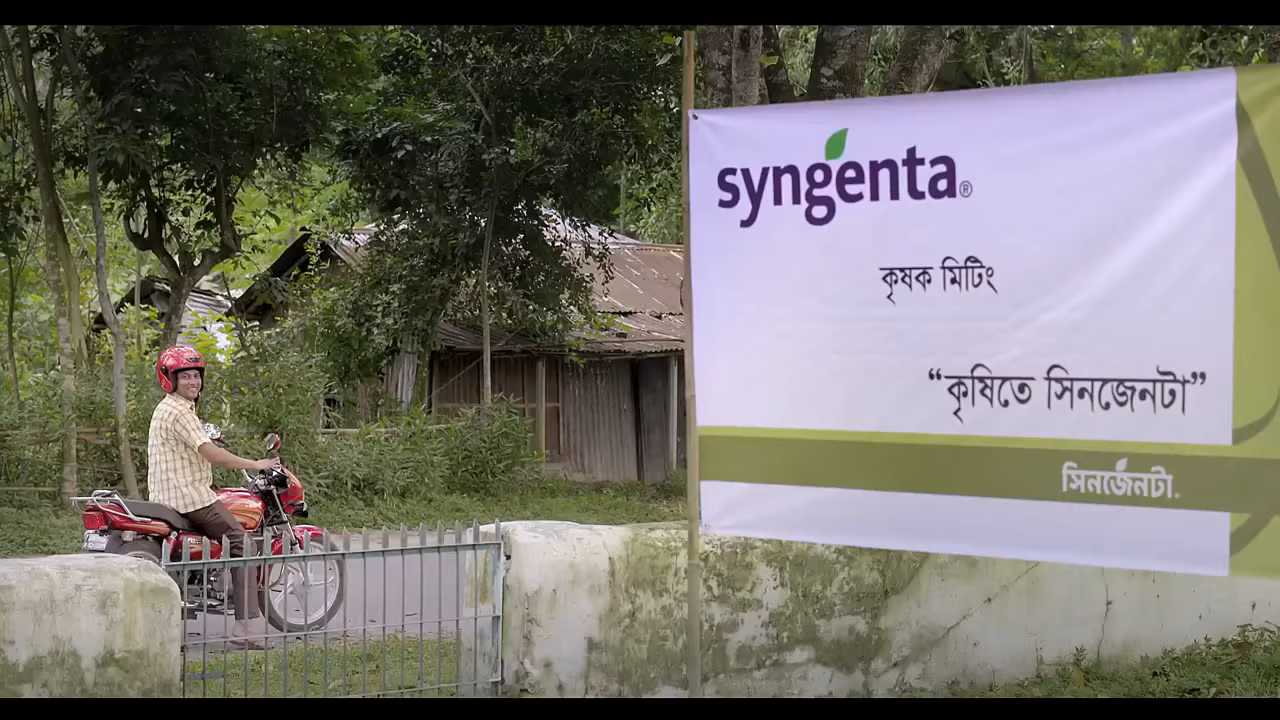 syngenta®
কৃষক মিটিং
“কৃষিতে সিনজেনটা”
সিনজেনটা.